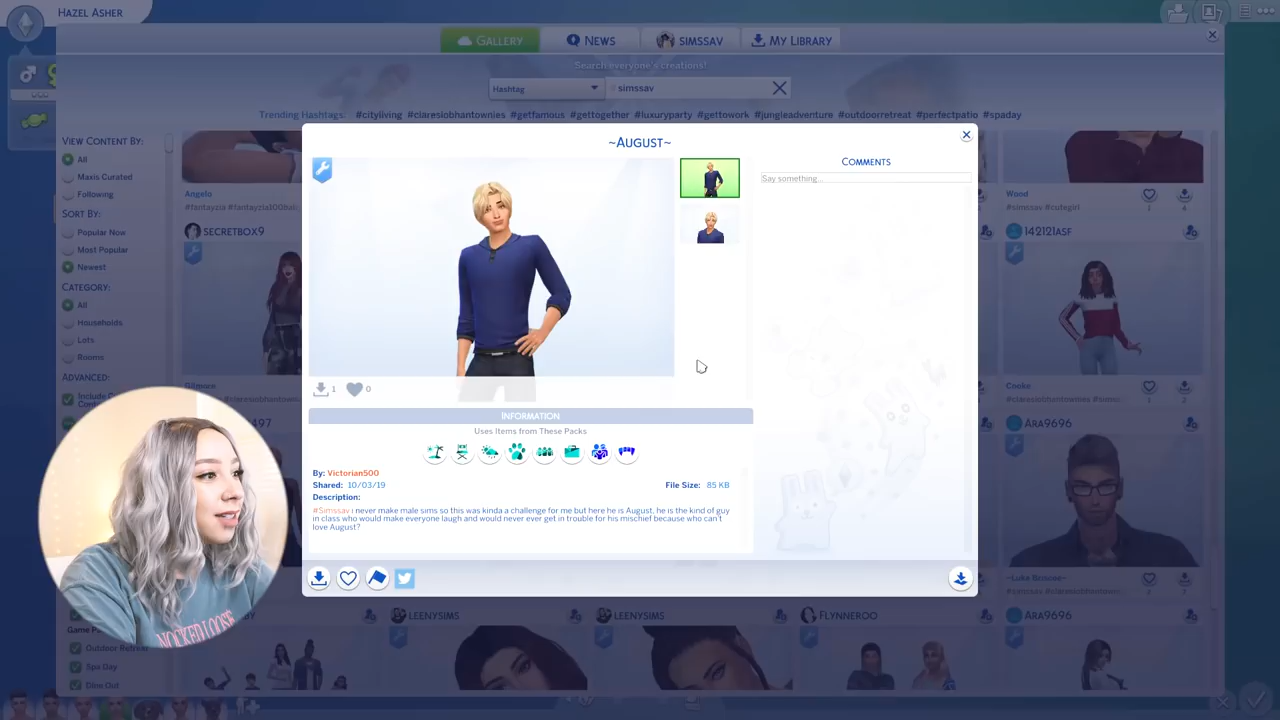 HAZEL ASHER
GALLERY
NEWS
SIMSSAV
MY LIBRARY
Search everyone's creations!
Hashtag
simssav
Trending Hashtags: #cityliving #claresiobhantownies #getfamous #gettogether #luxuryparty #gettowork #jungleadventure #outdoorretreat #perfectpatio #spaday
VIEW CONTENT BY:
All
Maxis Curated
Following
SORT BY:
Popular Now
Most Popular
Newest
CATEGORY:
All
Households
Lots
Rooms
ADVANCED:
Outdoor Retreat
Spa Day
Dine Out
Angelo
SECRETBOX9
Gilmore
~AUGUST~
1
0
INFORMATION
Uses Items from These Packs
By: Victorian500
Shared: 10/03/19
File Size: 85 KB
Description:
#Simssav I never make male sims so this was kinda a challenge for me but here he is August, he is the kind of guy
in class who would make everyone laugh and would never ever get in trouble for his mischief because who can't
love August?
COMMENTS
Say something...
Wood
#simssav #cutegirl
142121ASF
Cooke
ARA9696
~Luke Briscoe~
LEENYSIMS
LEENYSIMS
FLYNNEROO
ARA9696
KNOCKED LOOSE